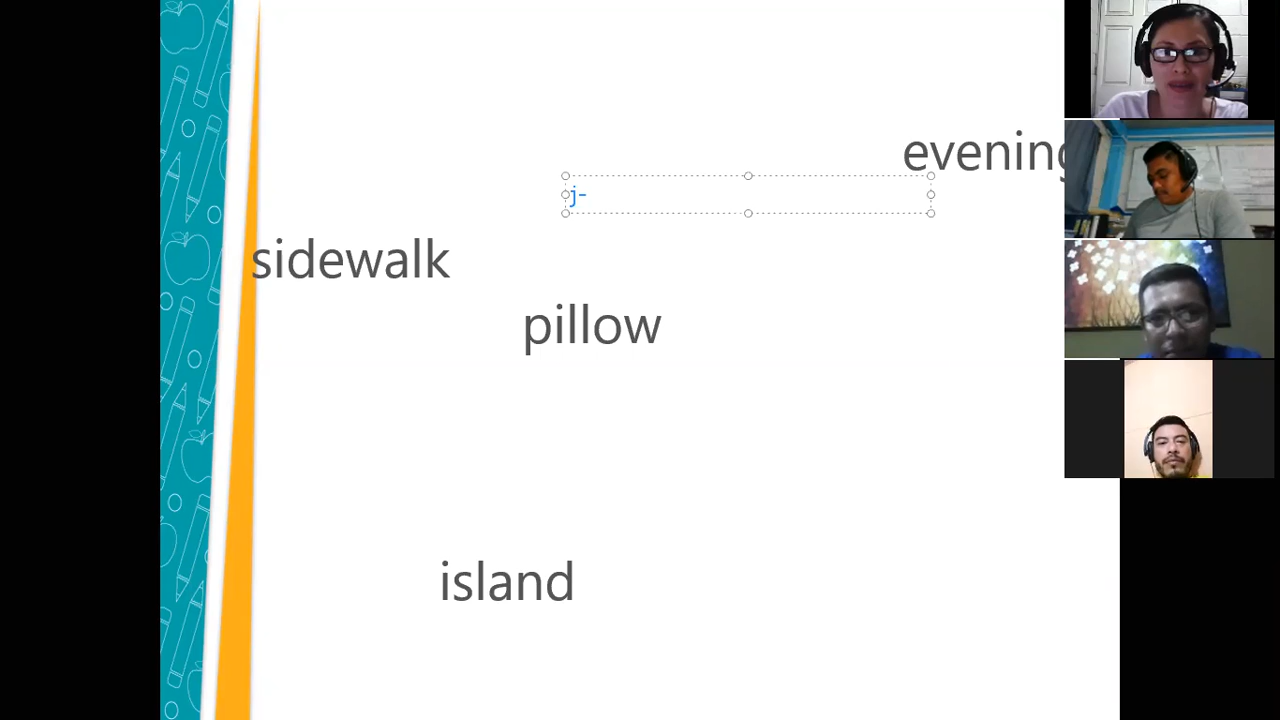 evening
j-
sidewalk
pillow
island